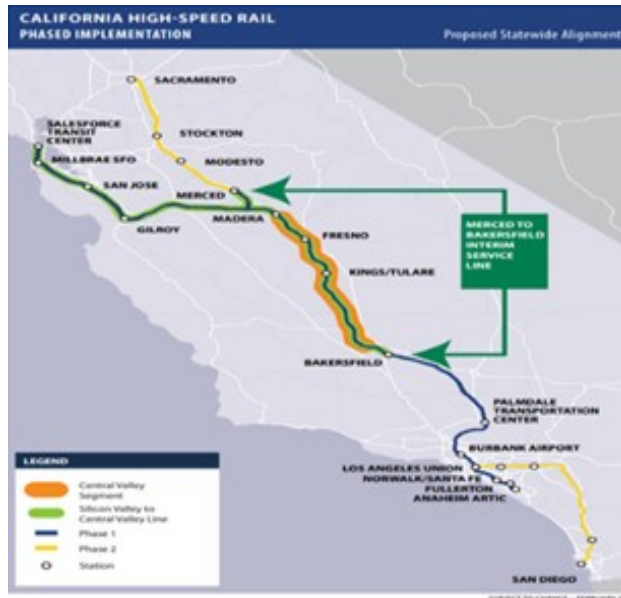 CALIFORNIA HIGH-SPEED RAIL
PHASED IMPLEMENTATION
Proposed Statewide Alignment
SACRAMENTO
SALESFORCE
TRANSIT
CENTER
STOCKTON
MILLBRAE SFO
MODESTO
SAN JOSE
MERCED
MADERA
GILROY
FRESNO
MERCED TO
BAKERSFIELD
INTERIM
SERVICE
LINE
KINGS/TULARE
BAKERSFIELD
PALMDALE
TRANSPORTATION
CENTER
BURBANK AIRPORT
LOS ANGELES UNION
NORWALK/SANTA FE
FULLERTON
ANAHEIM ARTIC
SAN DIEGO
LEGEND
Central Valley
Segment
Silicon Valley to
Central Valley Line
Phase 1
Phase 2
Station